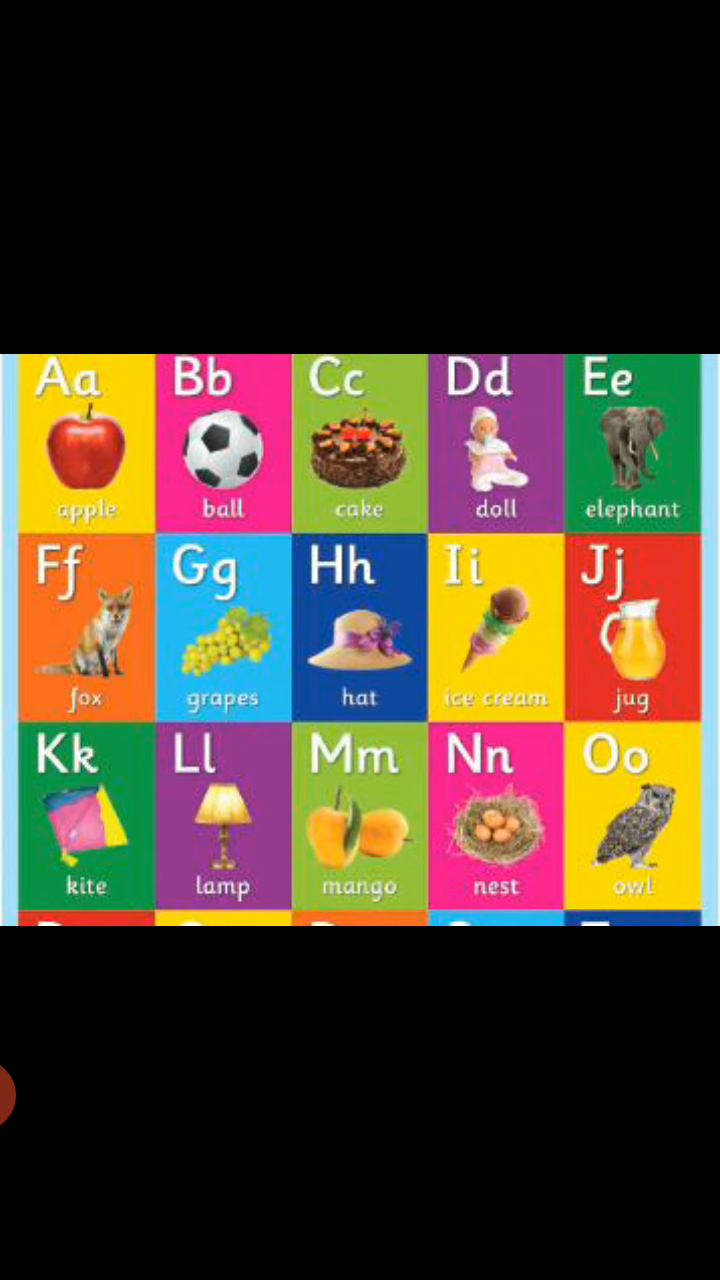 Aa Bb Cc Dd Ee
apple ball cake doll elephant
Ff Gg Hh Ii Jj
fox grapes hat ice cream jug
Kk Ll Mm Nn Oo
kite lamp mango nest owl